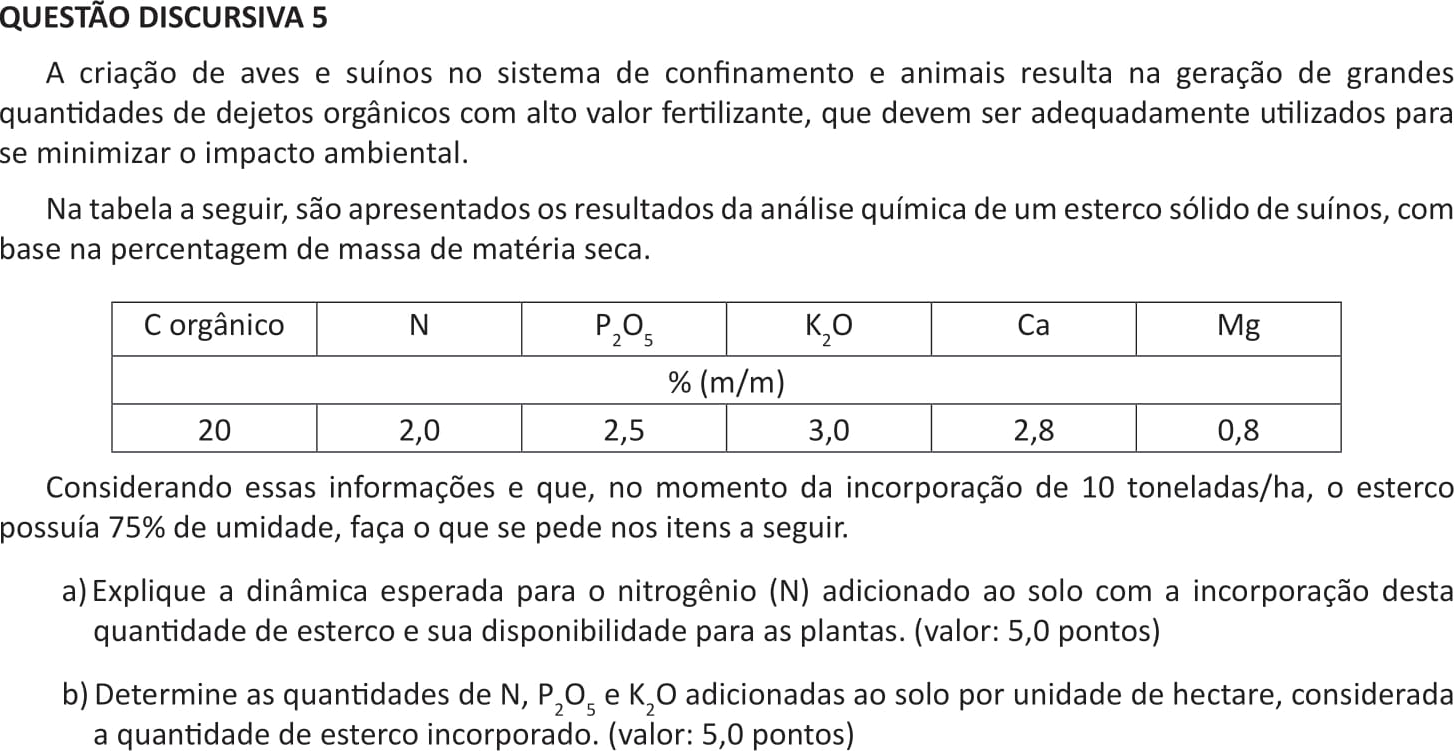 QUESTÃO DISCURSIVA 5
A criação de aves e suínos no sistema de confinamento e animais resulta na geração de grandes
quantidades de dejetos orgânicos com alto valor fertilizante, que devem ser adequadamente utilizados para
se minimizar o impacto ambiental.
Na tabela a seguir, são apresentados os resultados da análise química de um esterco sólido de suínos, com
base na percentagem de massa de matéria seca.
C orgânico N P₂O₅ K₂O Ca Mg
% (m/m)
20 2,0 2,5 3,0 2,8 0,8
Considerando essas informações e que, no momento da incorporação de 10 toneladas/ha, o esterco
possuía 75% de umidade, faça o que se pede nos itens a seguir.
a) Explique a dinâmica esperada para o nitrogênio (N) adicionado ao solo com a incorporação desta
quantidade de esterco e sua disponibilidade para as plantas. (valor: 5,0 pontos)
b) Determine as quantidades de N, P₂O₅ e K₂O adicionadas ao solo por unidade de hectare, considerada
a quantidade de esterco incorporado. (valor: 5,0 pontos)